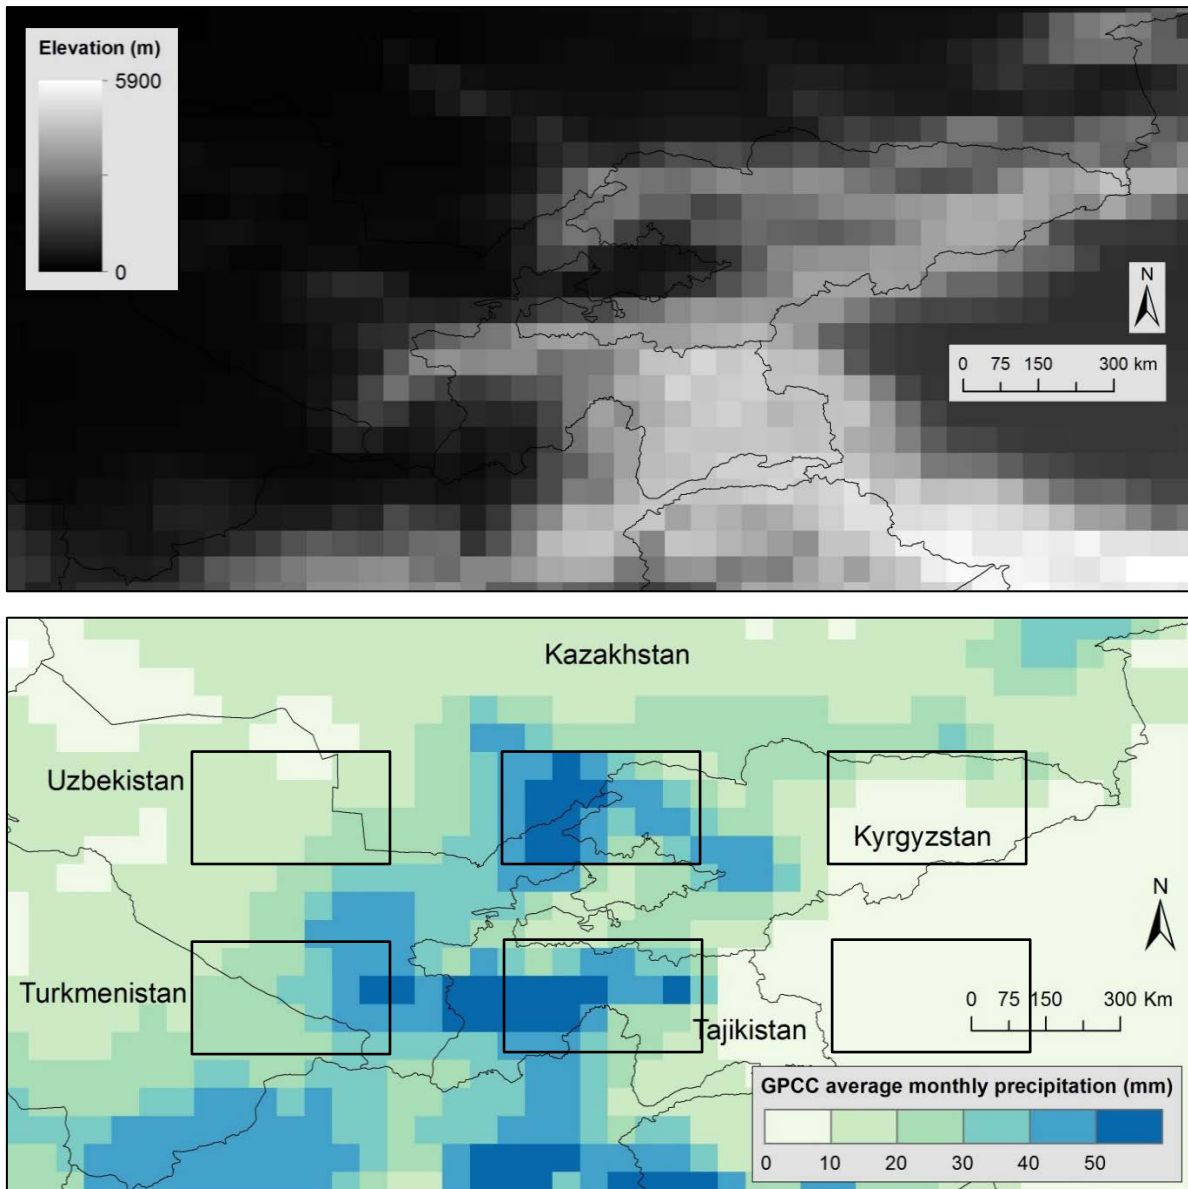 Elevation (m)
5900
0
N
0 75 150 300 km
Kazakhstan
Uzbekistan
Kyrgyzstan
N
Turkmenistan
0 75 150 300 Km
Tajikistan
GPCC average monthly precipitation (mm)
0 10 20 30 40 50